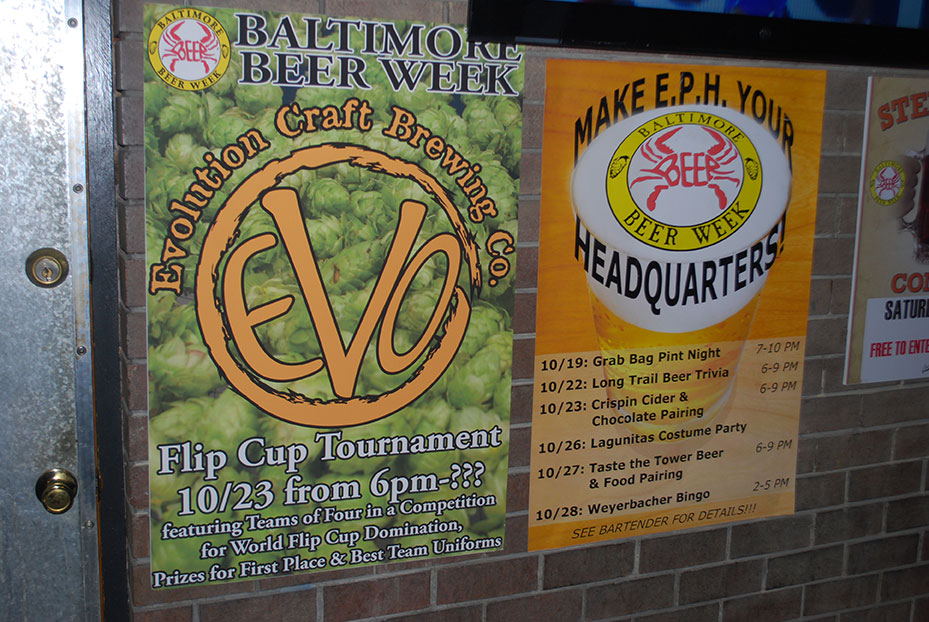 BALTIMORE
BEER WEEK
BALTIMORE
BEER
BEER WEEK
Evolution Craft Brewing Co.
EVO
Flip Cup Tournament
10/23 from 6pm-???
featuring Teams of Four in a Competition
for World Flip Cup Domination,
Prizes for First Place & Best Team Uniforms
MAKE E.P.H. YOUR
BALTIMORE
BEER
BEER WEEK
HEADQUARTERS!
10/19: Grab Bag Pint Night 7-10 PM
10/22: Long Trail Beer Trivia 6-9 PM
10/23: Crispin Cider & 6-9 PM
Chocolate Pairing
10/26: Lagunitas Costume Party
10/27: Taste the Tower Beer 6-9 PM
& Food Pairing
10/28: Weyerbacher Bingo 2-5 PM
SEE BARTENDER FOR DETAILS!!!
BEER
FREE TO ENTE